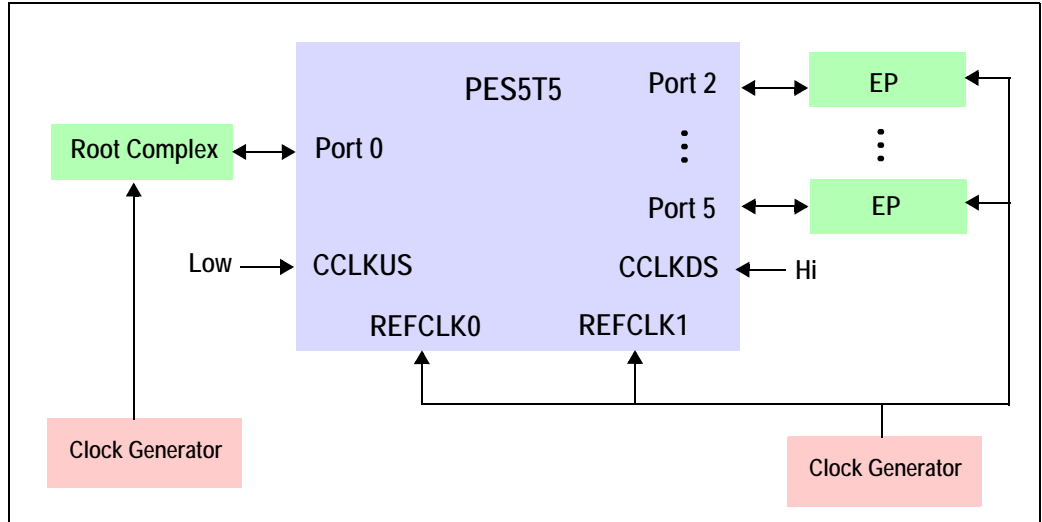 PES5T5
Port 2
EP
Root Complex
Port 0
Port 5
EP
Low
CCLKUS
CCLKDS
Hi
REFCLK0
REFCLK1
Clock Generator
Clock Generator